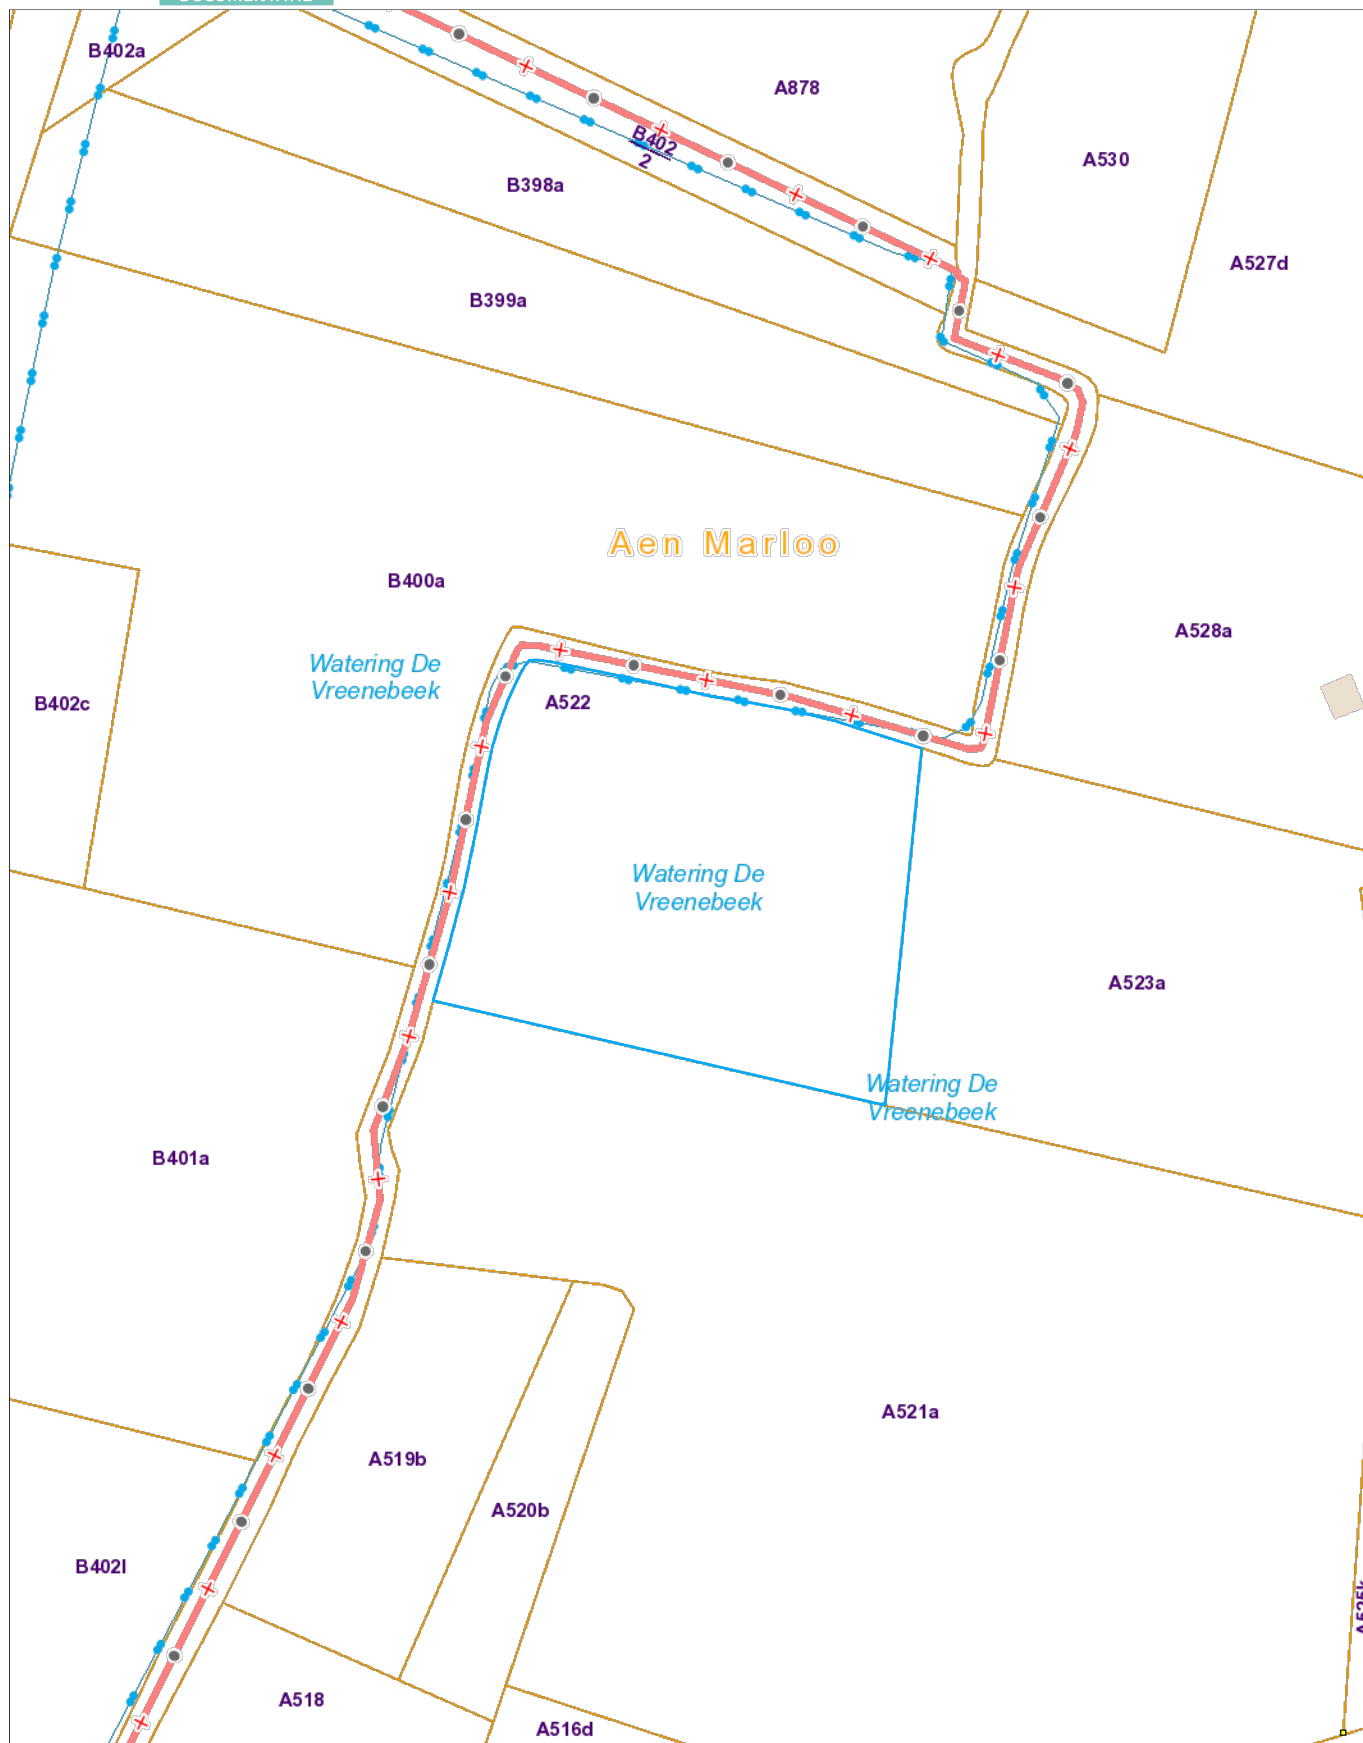 B402a
A878
B402
2
A530
B398a
A527d
B399a
Aen Marloo
B400a
A528a
Watering De
Vreenebeek
B402c
A522
Watering De
Vreenebeek
A523a
Watering De
Vreenebeek
B401a
A521a
A519b
A520b
B402l
A518
A516d